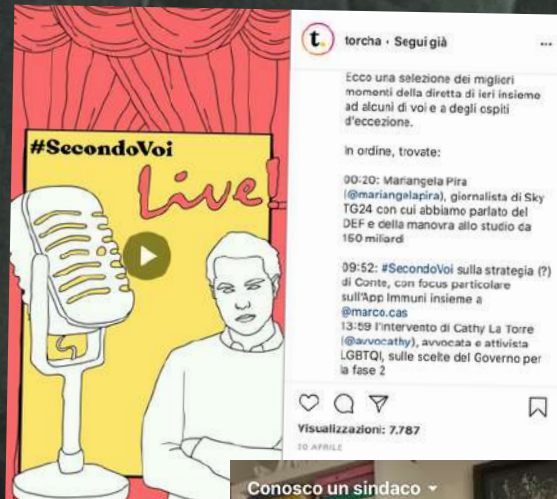 #SecondoVoi
Live!
t.
torcha • Segui già
...
Ecco una selezione dei migliori
momenti della diretta di ieri insieme
ad alcuni di voi e a degli ospiti
d'eccezione.
In ordine, trovate:
00:20: Mariangela Pira
(@mariangelapira), giornalista di Sky
TG24 con cui abbiamo parlato del
DEF e della manovra allo studio da
150 miliardi
09:52: #SecondoVoi sulla strategia (?)
di Conte, con focus particolare
sull'App Immuni insieme a
@marco.cas
13:59 l'intervento di Cathy La Torre
(@avvocathy), avvocata e attivista
LGBTQI, sulle scelte del Governo per
la fase 2
Visualizzazioni: 7.787
20 APRILE
Conosco un sindaco